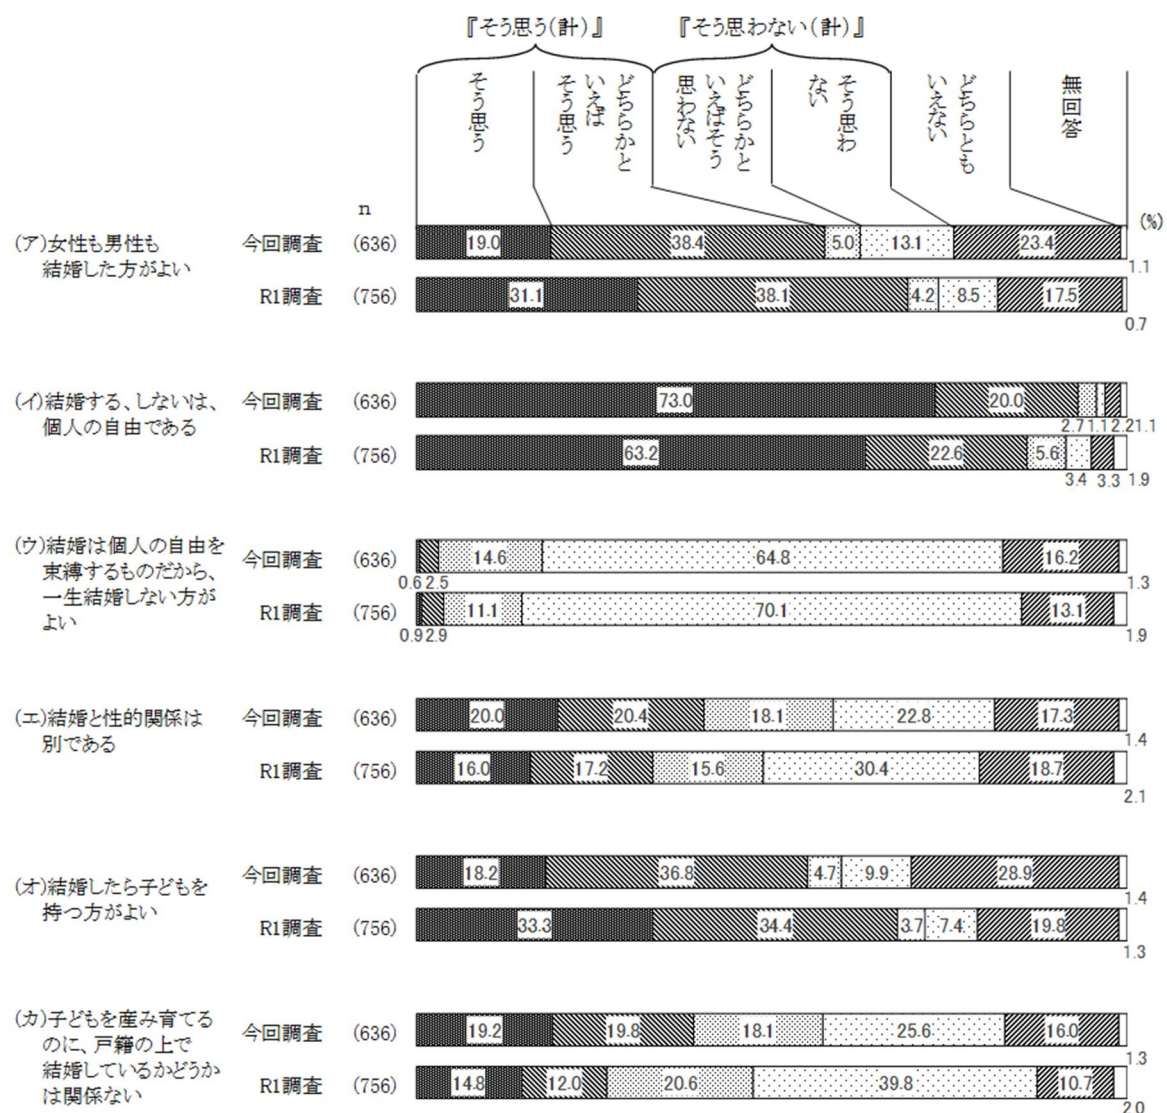 『そう思う(計)』 『そう思わない(計)』
そう思う
どちらかと
いえば
そう思う
どちらかと
いえばそう
思わない
そう思わ
ない
どちらとも
いえない
無回答
n
(%)
(ア)女性も男性も
結婚した方がよい
今回調査 (636) 19.0 38.4 5.0 13.1 23.4 1.1
R1調査 (756) 31.1 38.1 4.2 8.5 17.5 0.7
(イ)結婚する、しないは、
個人の自由である
今回調査 (636) 73.0 20.0 2.7 1.1 2.2 1.1
R1調査 (756) 63.2 22.6 5.6 3.4 3.3 1.9
(ウ)結婚は個人の自由を
束縛するものだから、
一生結婚しない方が
よい
今回調査 (636) 0.6 2.5 14.6 64.8 16.2 1.3
R1調査 (756) 0.9 2.9 11.1 70.1 13.1 1.9
(エ)結婚と性的関係は
別である
今回調査 (636) 20.0 20.4 18.1 22.8 17.3 1.4
R1調査 (756) 16.0 17.2 15.6 30.4 18.7 2.1
(オ)結婚したら子どもを
持つ方がよい
今回調査 (636) 18.2 36.8 4.7 9.9 28.9 1.4
R1調査 (756) 33.3 34.4 3.7 7.4 19.8 1.3
(カ)子どもを産み育てる
のに、戸籍の上で
結婚しているかどうか
は関係ない
今回調査 (636) 19.2 19.8 18.1 25.6 16.0 1.3
R1調査 (756) 14.8 12.0 20.6 39.8 10.7 2.0